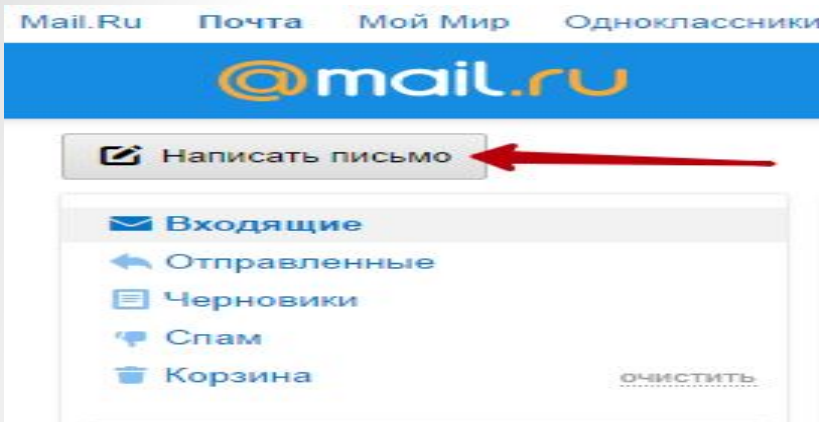 Mail.Ru Почта Мой Мир Одноклассники
@mail.ru
Написать письмо
Входящие
Отправленные
Черновики
Спам
Корзина очистить